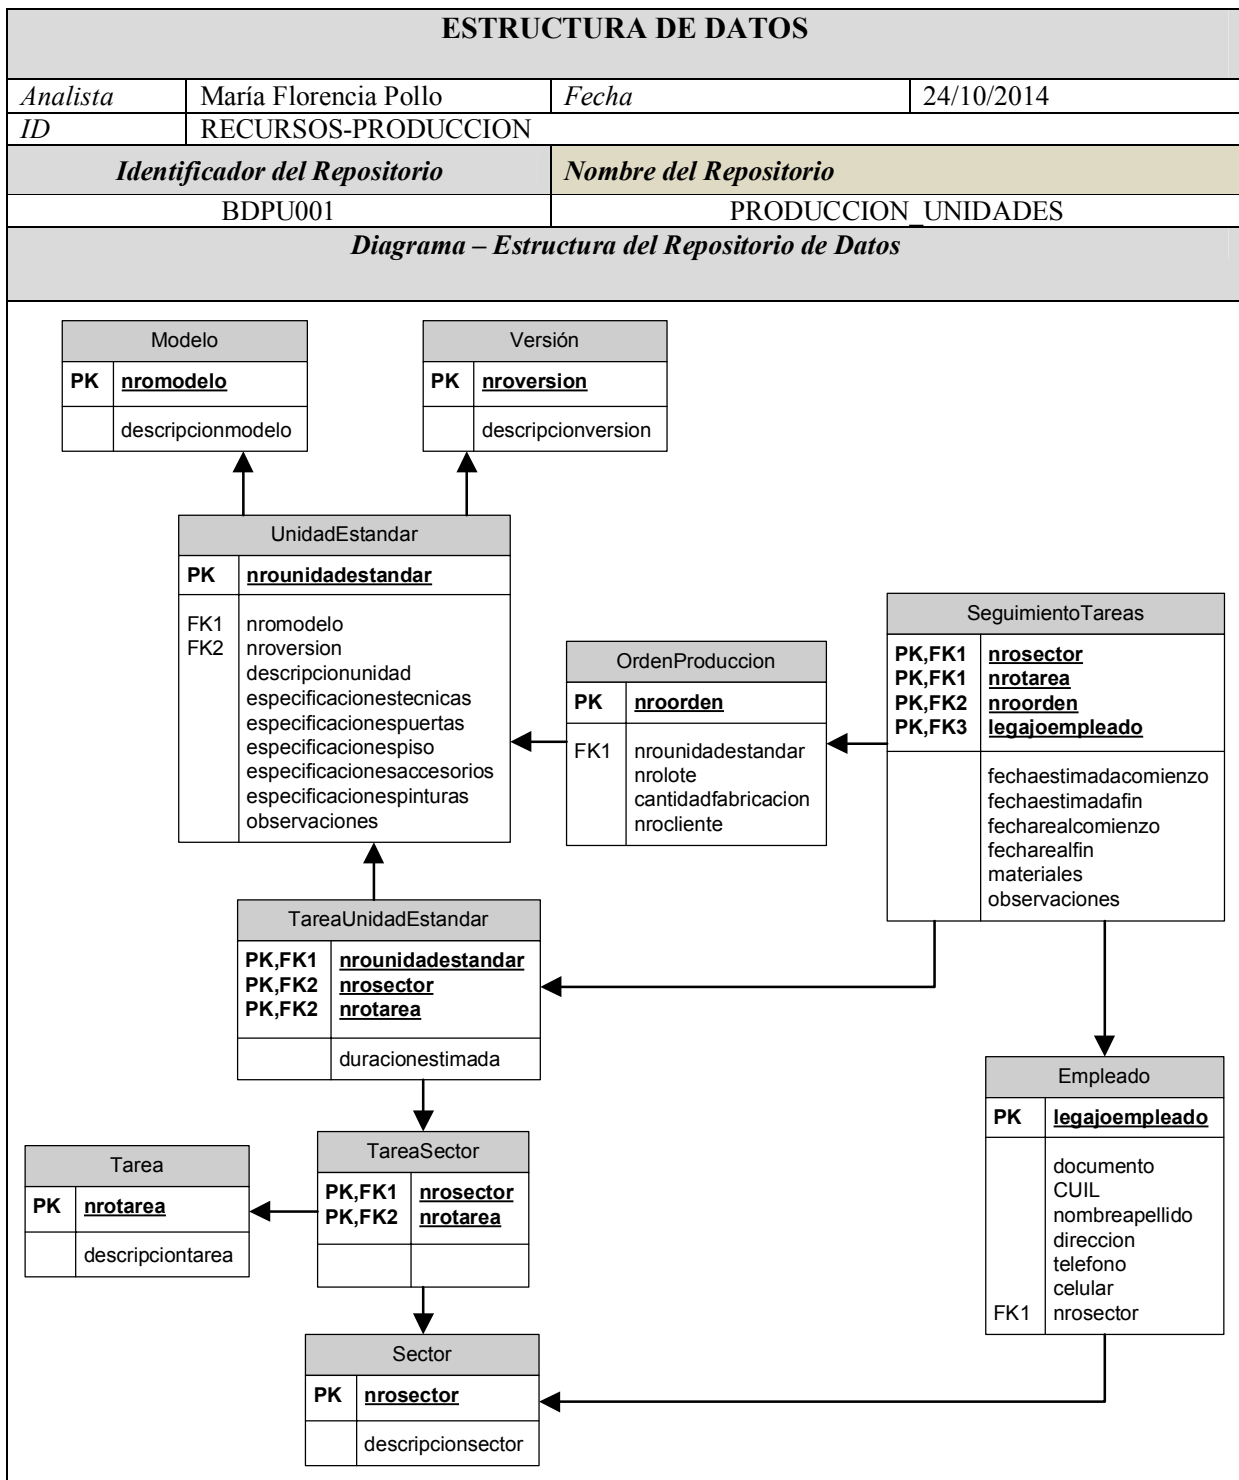 ESTRUCTURA DE DATOS
Analista María Florencia Pollo Fecha 24/10/2014
ID RECURSOS-PRODUCCION
Identificador del Repositorio Nombre del Repositorio
BDPU001 PRODUCCION_UNIDADES
Diagrama – Estructura del Repositorio de Datos
Modelo
PK nromodelo
descripcionmodelo
Versión
PK nroversion
descripcionversion
UnidadEstandar
PK nrounidadestandar
FK1 nromodelo
FK2 nroversion
descripcionunidad
especificacionestecnicas
especificacionespuertas
especificacionespiso
especificacionesaccesorios
especificacionespinturas
observaciones
OrdenProduccion
PK nroorden
FK1 nrounidadestandar
nrolote
cantidadfabricacion
nrocliente
SeguimientoTareas
PK,FK1 nrosector
PK,FK1 nrotarea
PK,FK2 nroorden
PK,FK3 legajoempleado
fechaestimadacomienzo
fechaestimadafin
fecharealcomienzo
fecharealfin
materiales
observaciones
TareaUnidadEstandar
PK,FK1 nrounidadestandar
PK,FK2 nrosector
PK,FK2 nrotarea
duracionestimada
Empleado
PK legajoempleado
documento
CUIL
nombreapellido
direccion
telefono
celular
FK1 nrosector
Tarea
PK nrotarea
descripciontarea
TareaSector
PK,FK1 nrosector
PK,FK2 nrotarea
Sector
PK nrosector
descripcionsector